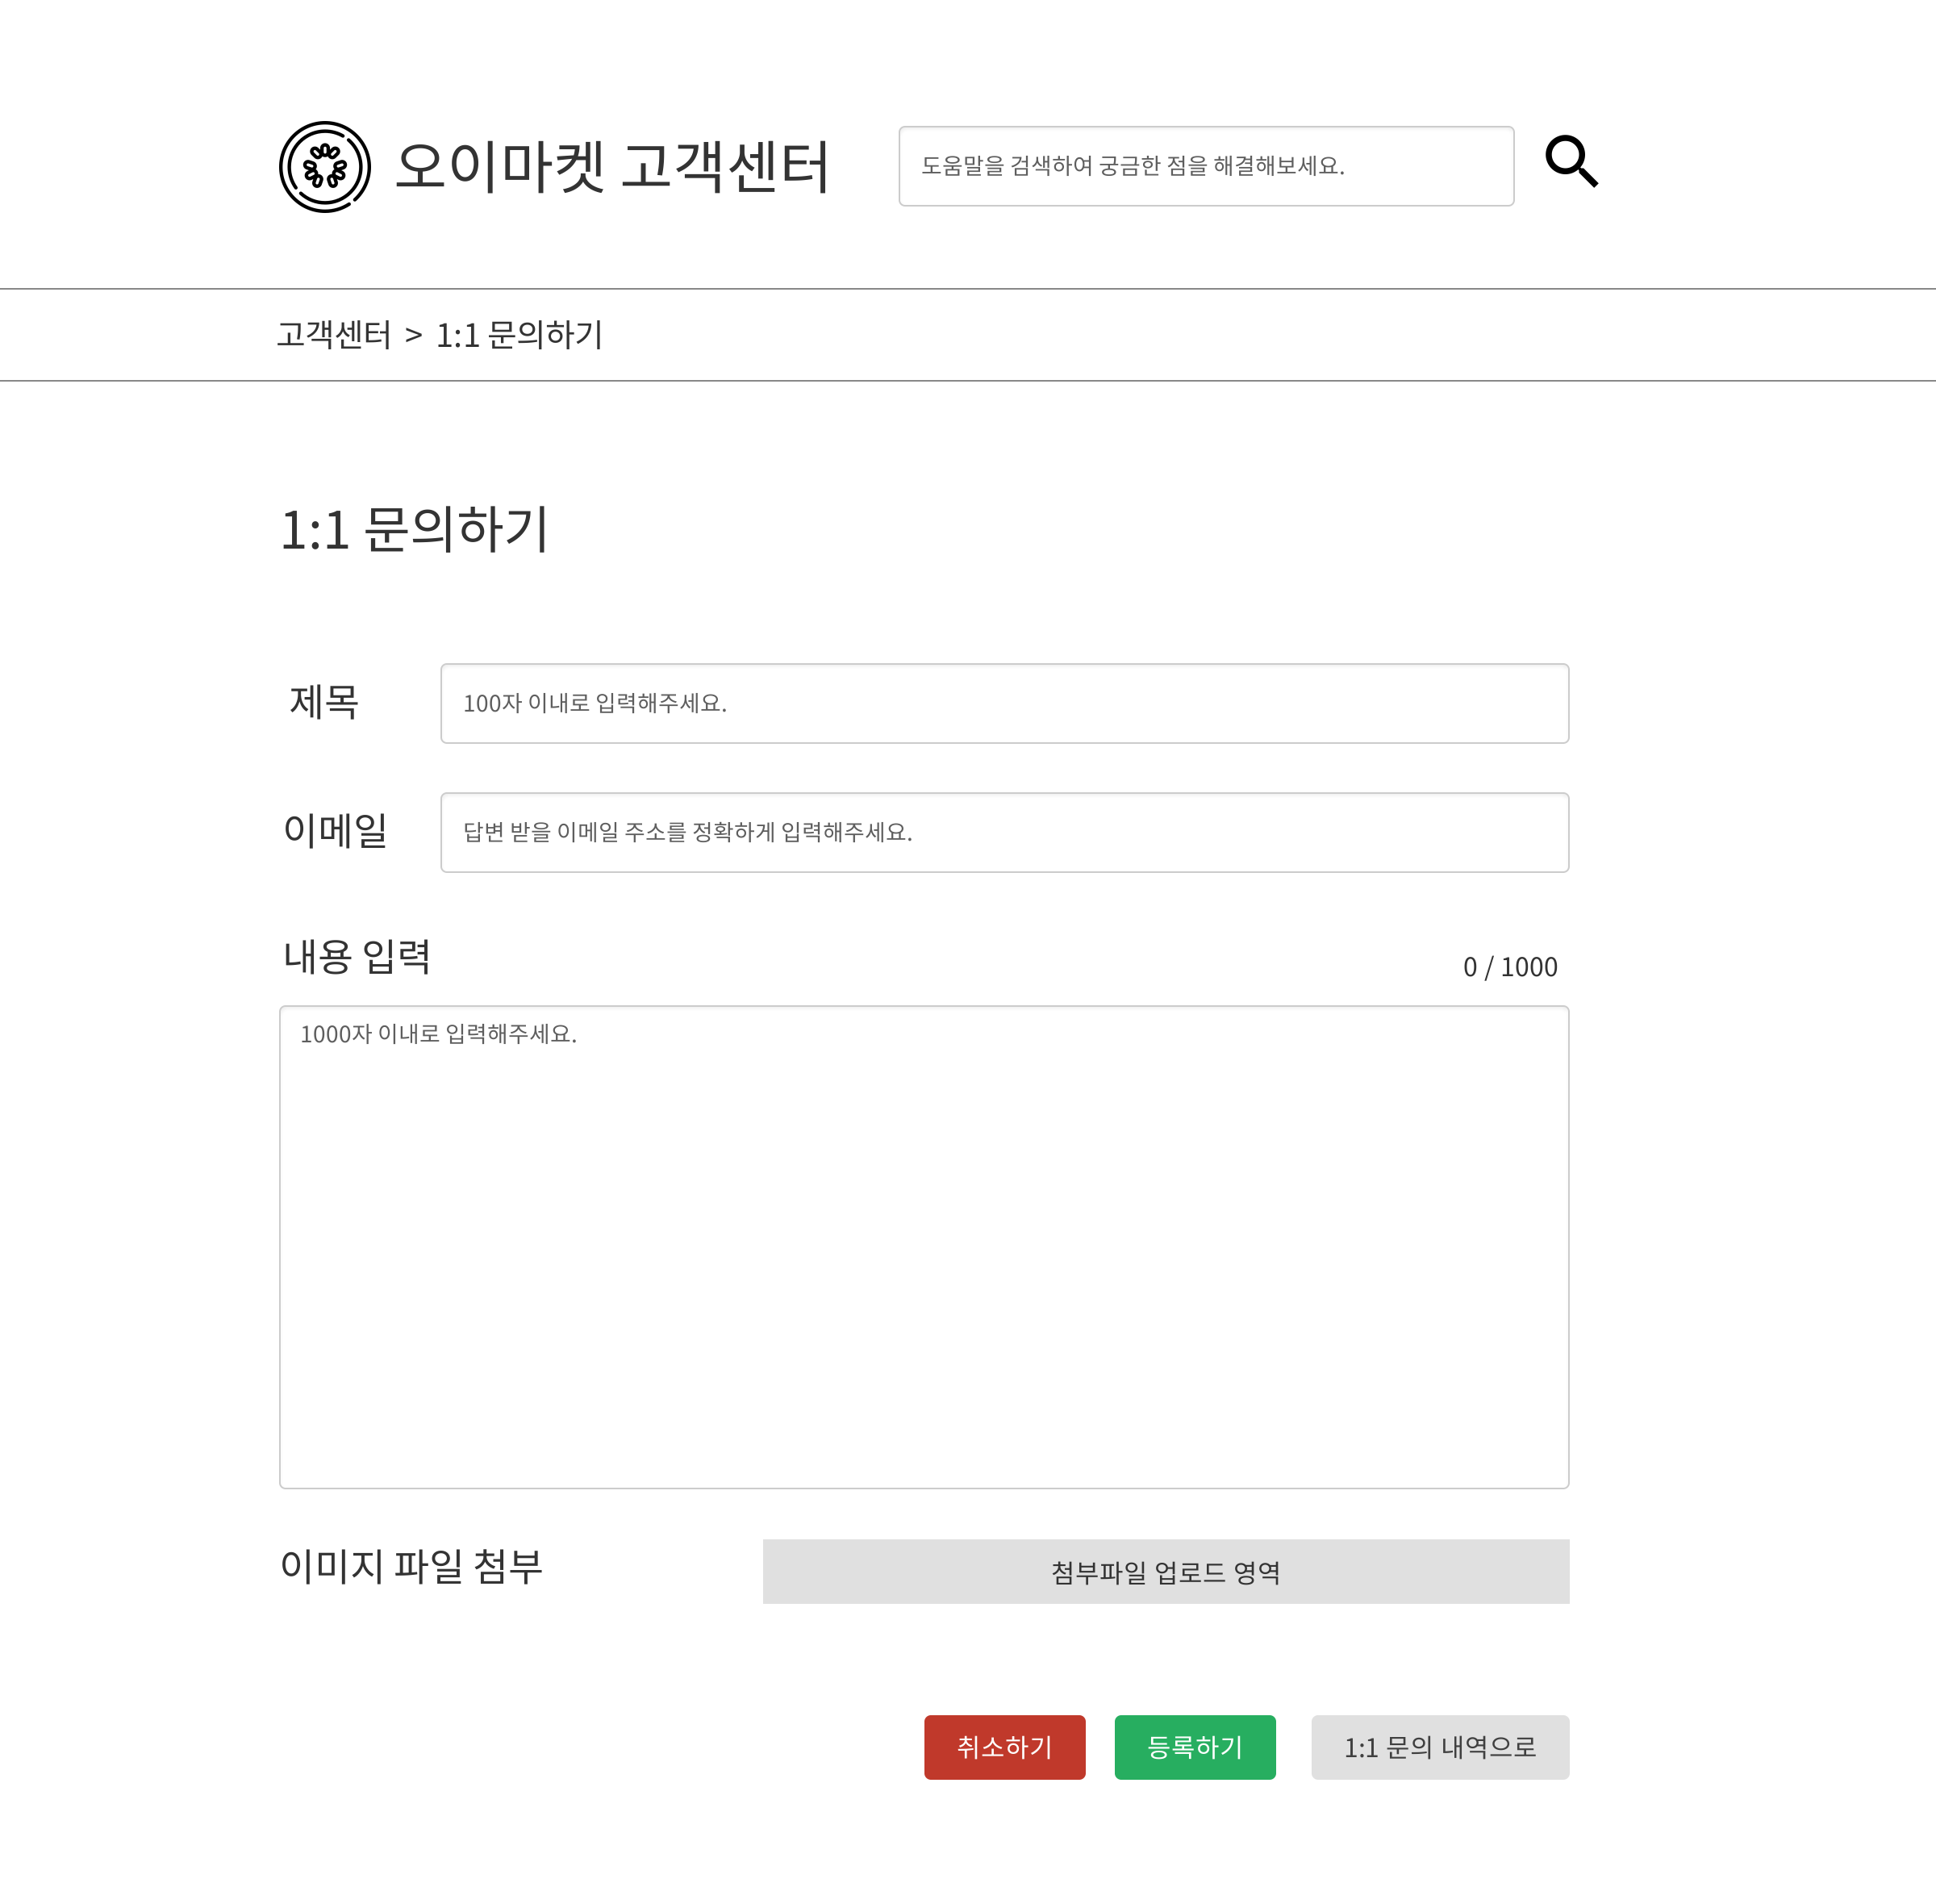 오이마켓 고객센터
도움말을 검색하여 궁금한 점을 해결해보세요.
고객센터 > 1:1 문의하기
1:1 문의하기
제목
100자 이내로 입력해주세요.
이메일
답변 받을 이메일 주소를 정확하게 입력해주세요.
내용 입력
0 / 1000
1000자 이내로 입력해주세요.
이미지 파일 첨부
첨부파일 업로드 영역
취소하기
등록하기
1:1 문의 내역으로